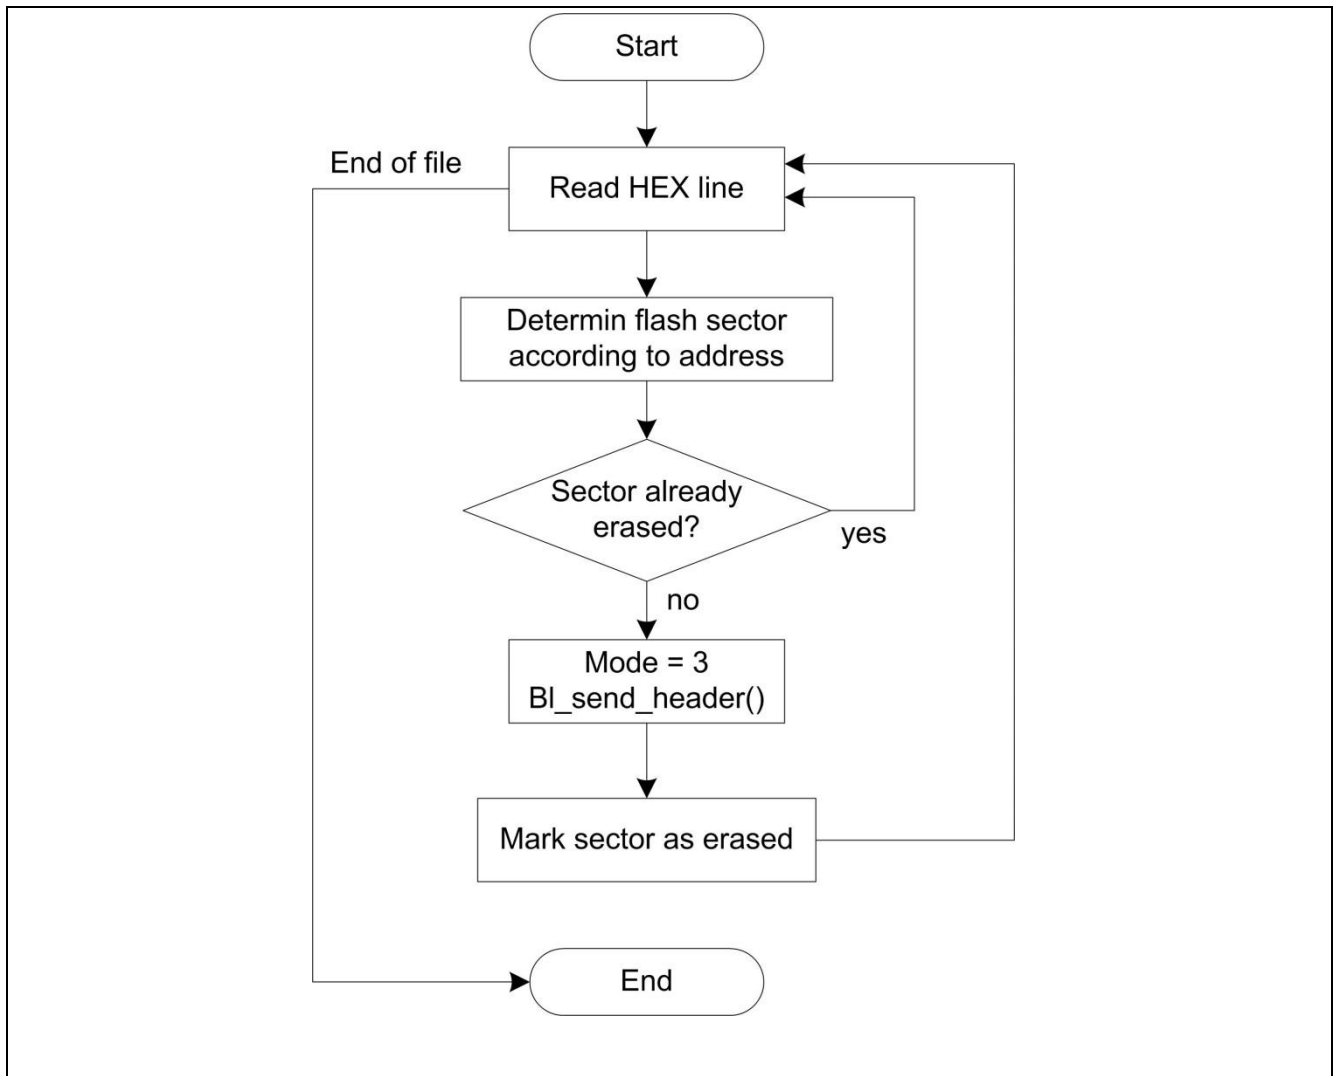 Start
End of file
Read HEX line
Determin flash sector
according to address
Sector already
erased?
yes
no
Mode = 3
Bl_send_header()
Mark sector as erased
End